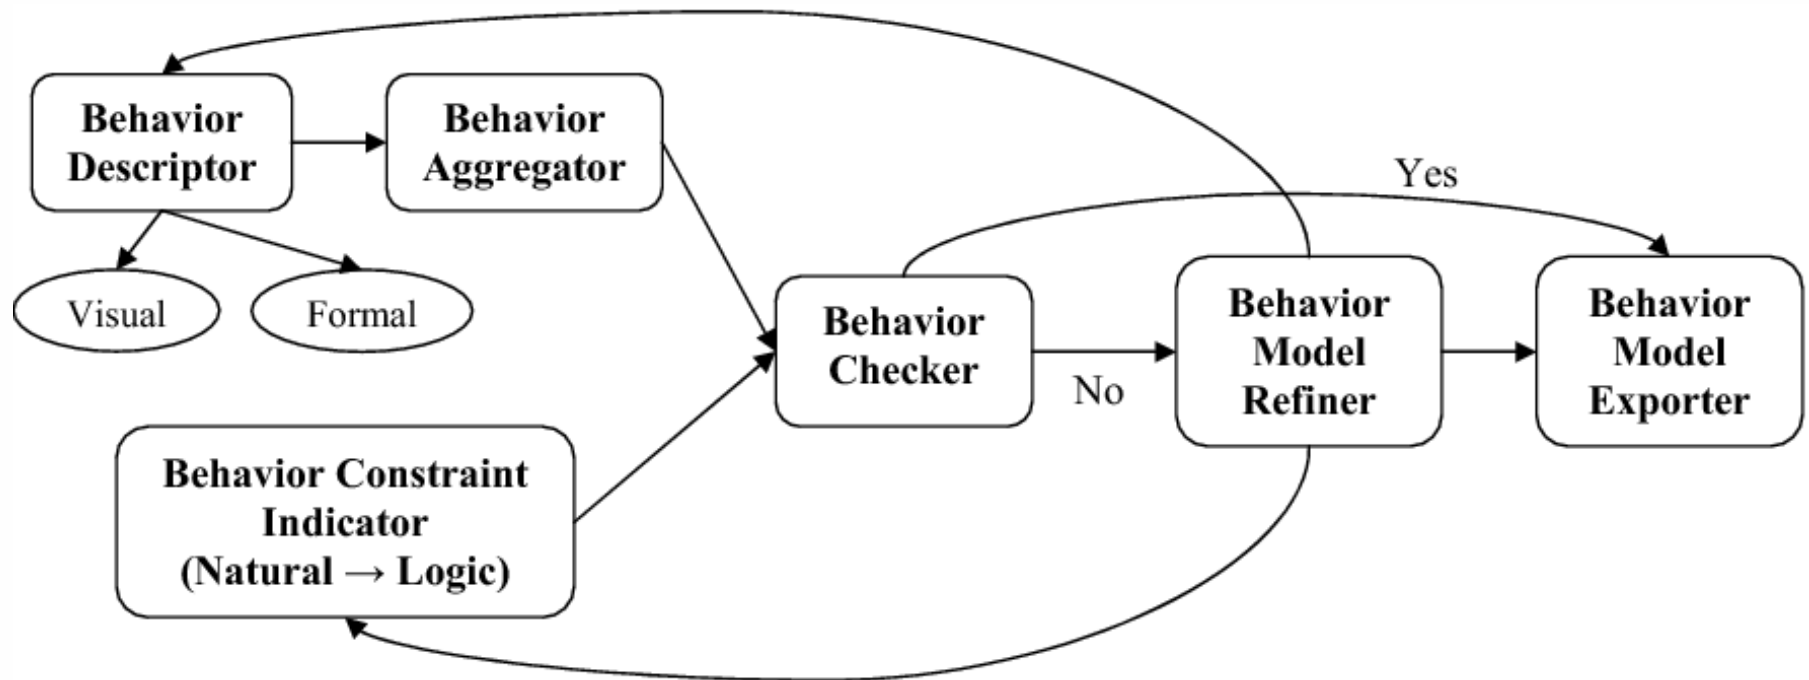 Behavior
Descriptor
Behavior
Aggregator
Visual
Formal
Yes
Behavior
Checker
No
Behavior
Model
Refiner
Behavior
Model
Exporter
Behavior Constraint
Indicator
(Natural → Logic)